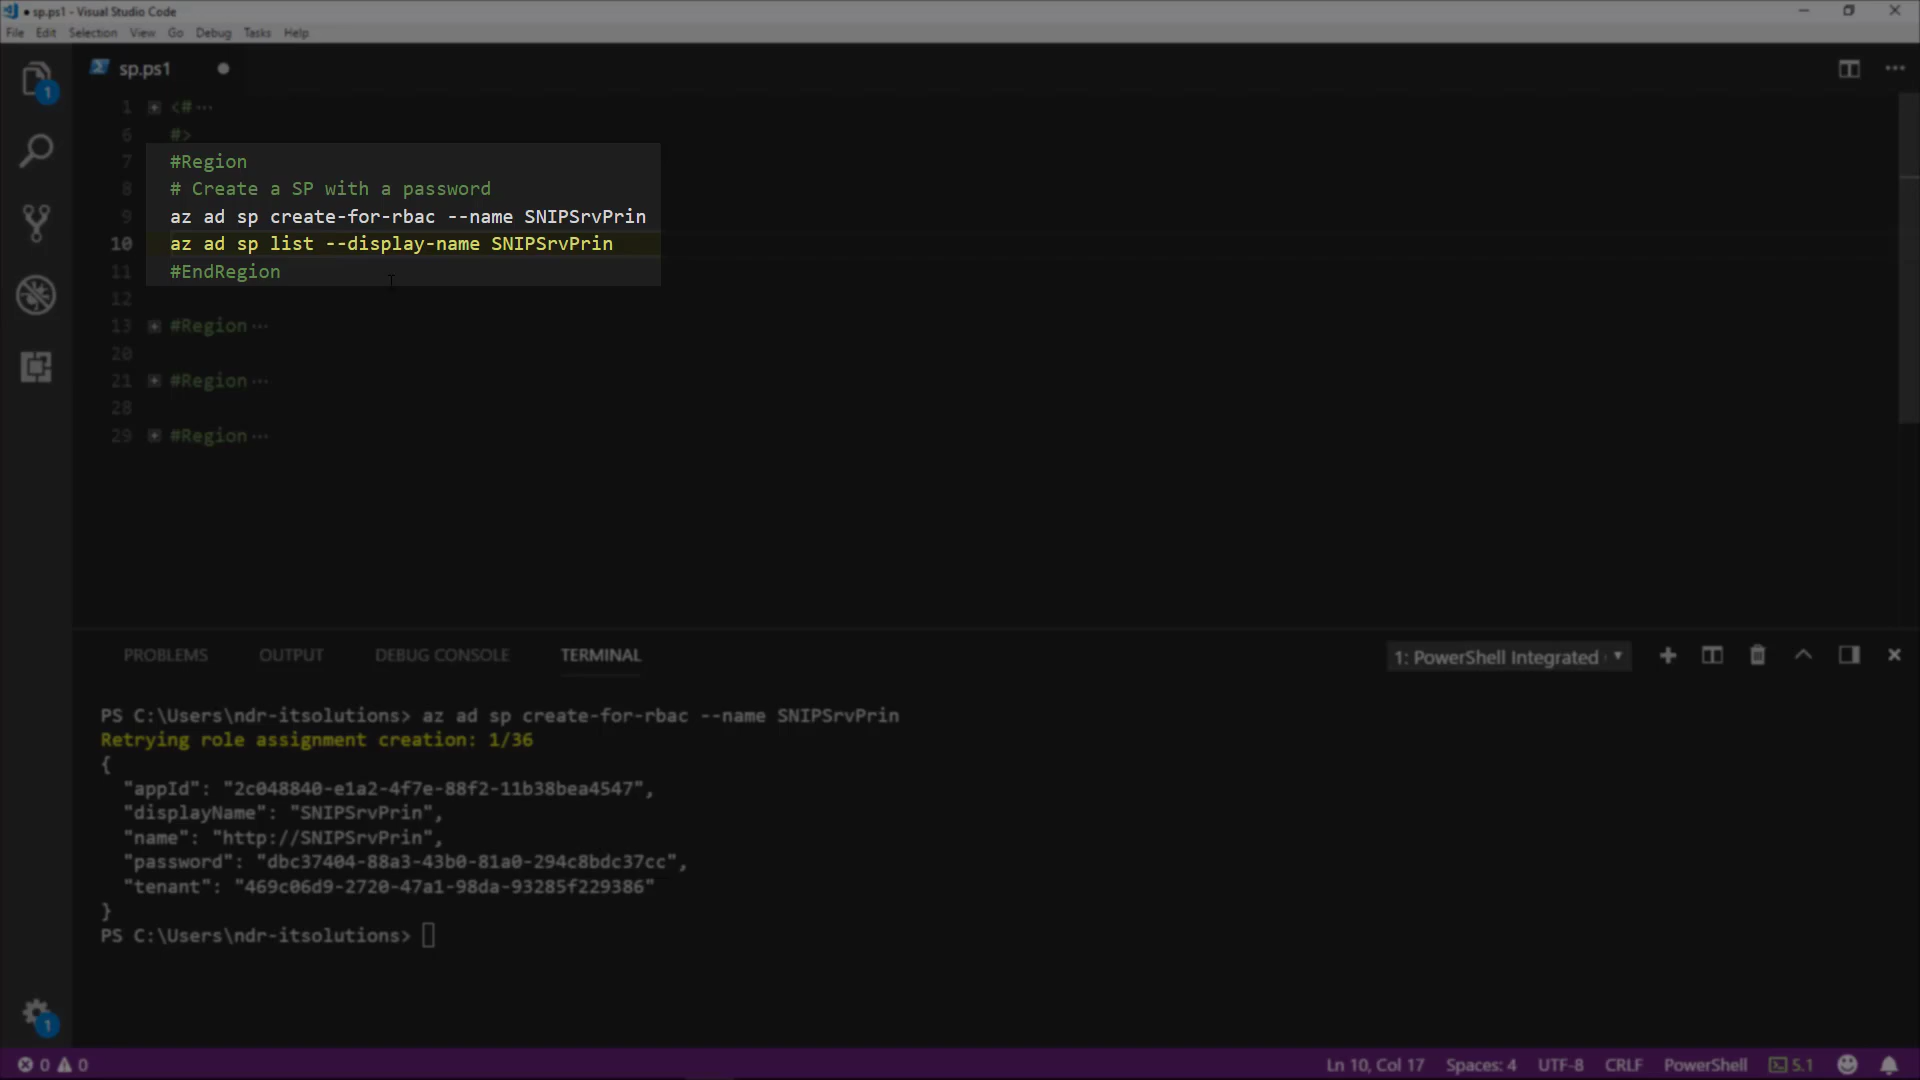 ● sp.ps1 - Visual Studio Code
File Edit Selection View Go Debug Tasks Help
sp.ps1 ●
1 <#...
6 #>
7 #Region
8 # Create a SP with a password
9 az ad sp create-for-rbac --name SNIPSrvPrin
10 az ad sp list --display-name SNIPSrvPrin
11 #EndRegion
12
13 #Region...
20
21 #Region...
28
29 #Region...
1
1
PROBLEMS OUTPUT DEBUG CONSOLE TERMINAL 1: PowerShell Integrated
PS C:\Users\ndr-itsolutions> az ad sp create-for-rbac --name SNIPSrvPrin
Retrying role assignment creation: 1/36
{
"appId": "2c048840-e1a2-4f7e-88f2-11b38bea4547",
"displayName": "SNIPSrvPrin",
"name": "http://SNIPSrvPrin",
"password": "dbc37404-88a3-43b0-81a0-294c8bdc37cc",
"tenant": "469c06d9-2720-47a1-98da-93285f229386"
}
PS C:\Users\ndr-itsolutions>
0 0 Ln 10, Col 17 Spaces: 4 UTF-8 CRLF PowerShell 5.1